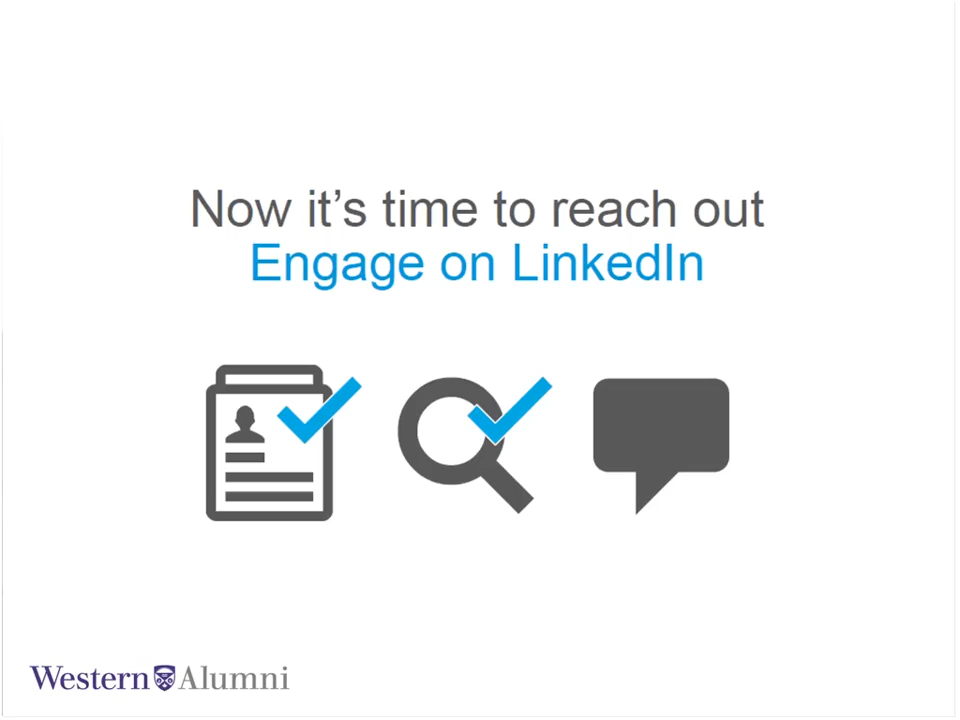 Now it’s time to reach out
Engage on LinkedIn
Western Alumni